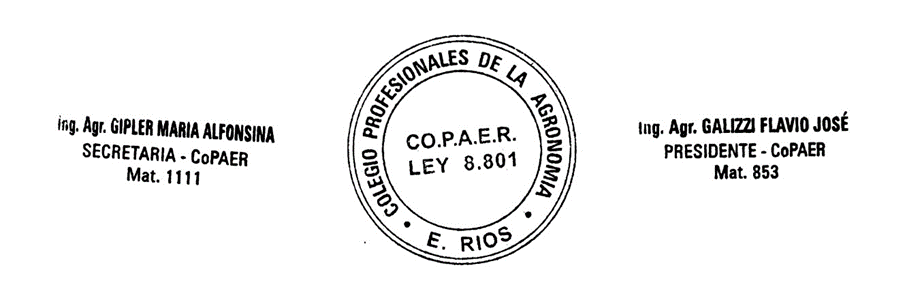 ing. Agr. GIPLER MARIA ALFONSINA
SECRETARIA - CoPAER
Mat. 1111
COLEGIO PROFESIONALES DE LA AGRONOMIA
• E. RIOS •
CO.P.A.E.R.
LEY 8.801
Ing. Agr. GALIZZI FLAVIO JOSÉ
PRESIDENTE - CoPAER
Mat. 853